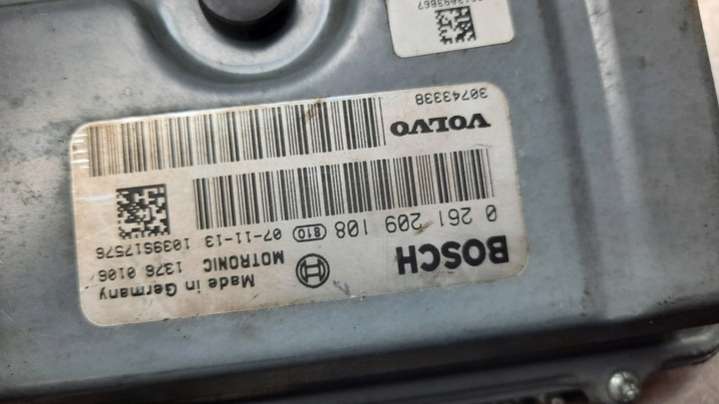 BOSCH
Made in Germany
MOTRONIC 1376 0106
0 261 209 108 810 07-11-13 1039S17576
VOLVO
30743338